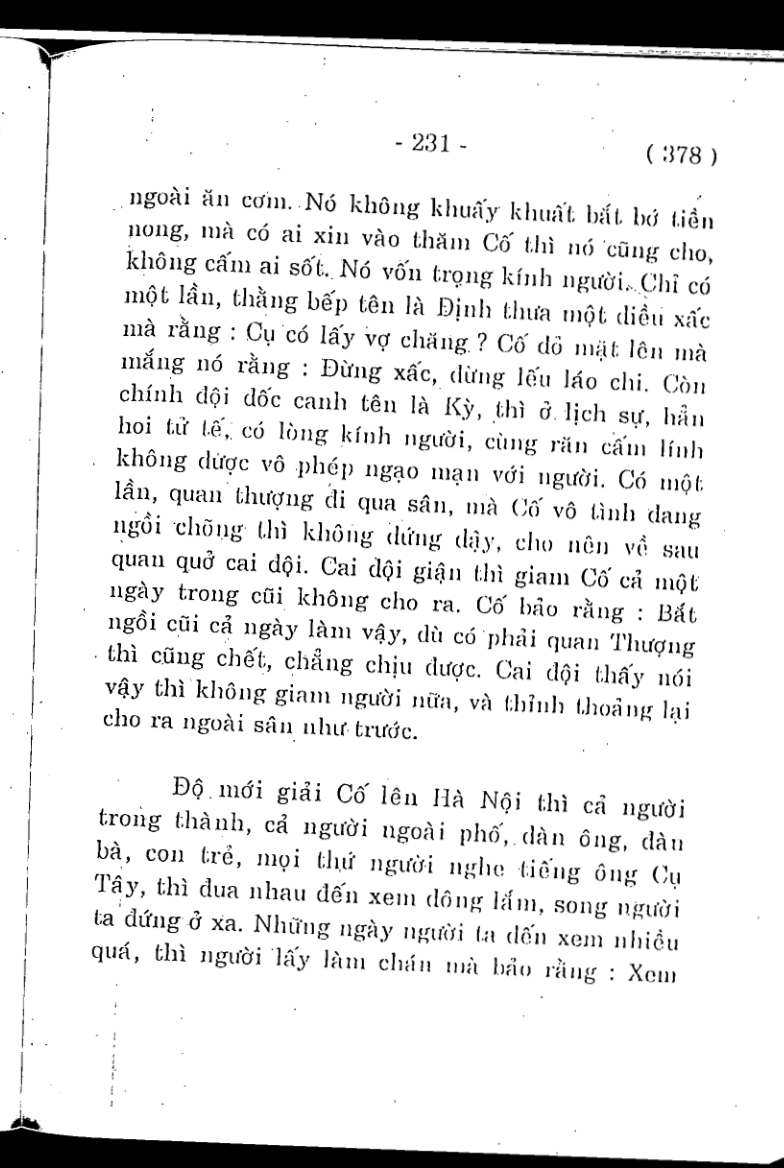 - 231 -
( 378 )
ngoài ăn cơm. Nó không khuấy khuất bắt bớ tiền
nong, mà có ai xin vào thăm Cố thì nó cũng cho,
không cấm ai sốt. Nó vốn trọng kính người. Chỉ có
một lần, thằng bếp tên là Định thưa một điều xấc
mà rằng : Cụ có lấy vợ chăng ? Cố đỏ mặt lên mà
mắng nó rằng : Đừng xấc, đừng lếu láo chi. Còn
chính đội đốc canh tên là Kỳ, thì ở lịch sự, hẳn
hoi tử tế, có lòng kính người, cùng răn cấm lính
không được vô phép ngạo mạn với người. Có một
lần, quan thượng đi qua sân, mà Cố vô tình đang
ngồi chõng thì không đứng dậy, cho nên về sau
quan quở cai đội. Cai đội giận thì giam Cố cả một
ngày trong cũi không cho ra. Cố bảo rằng : Bắt
ngồi cũi cả ngày làm vậy, dù có phải quan Thượng
thì cũng chết, chẳng chịu được. Cai đội thấy nói
vậy thì không giam người nữa, và thỉnh thoảng lại
cho ra ngoài sân như trước.
Độ mới giải Cố lên Hà Nội thì cả người
trong thành, cả người ngoài phố, đàn ông, đàn
bà, con trẻ, mọi thứ người nghe tiếng ông Cụ
Tây, thì đua nhau đến xem đông lắm, song người
ta đứng ở xa. Những ngày người ta đến xem nhiều
quá, thì người lấy làm chán mà bảo rằng : Xem